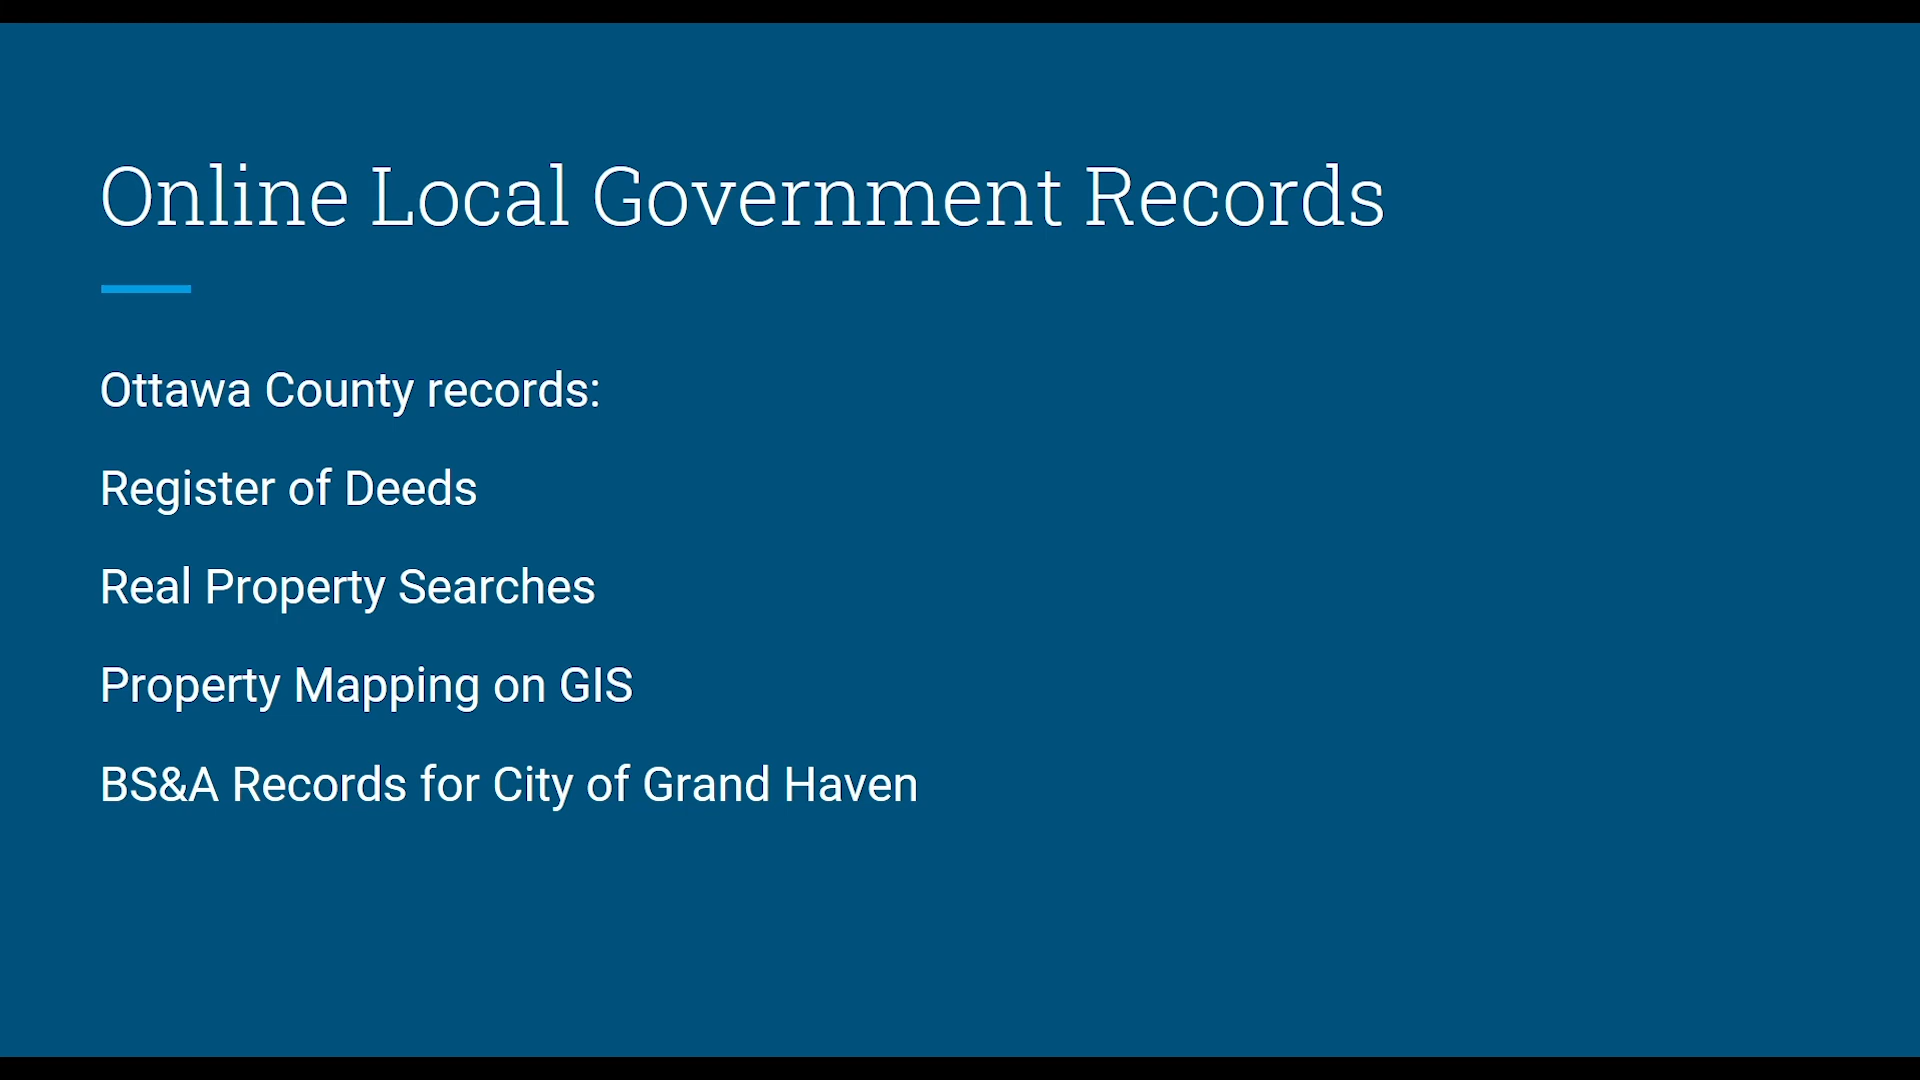 Online Local Government Records
Ottawa County records:
Register of Deeds
Real Property Searches
Property Mapping on GIS
BS&A Records for City of Grand Haven